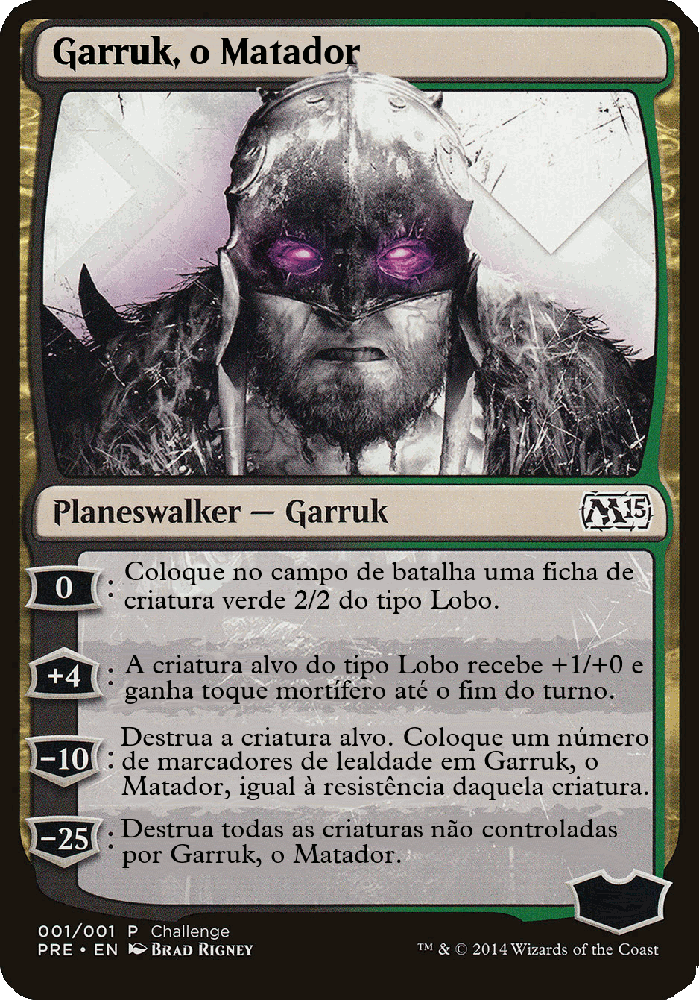 Garruk, o Matador
Planeswalker — Garruk
M15
0 : Coloque no campo de batalha uma ficha de
criatura verde 2/2 do tipo Lobo.
+4 : A criatura alvo do tipo Lobo recebe +1/+0 e
ganha toque mortífero até o fim do turno.
−10 : Destrua a criatura alvo. Coloque um número
de marcadores de lealdade em Garruk, o
Matador, igual à resistência daquela criatura.
−25 : Destrua todas as criaturas não controladas
por Garruk, o Matador.
001/001 P Challenge
PRE • EN BRAD RIGNEY
™ & © 2014 Wizards of the Coast